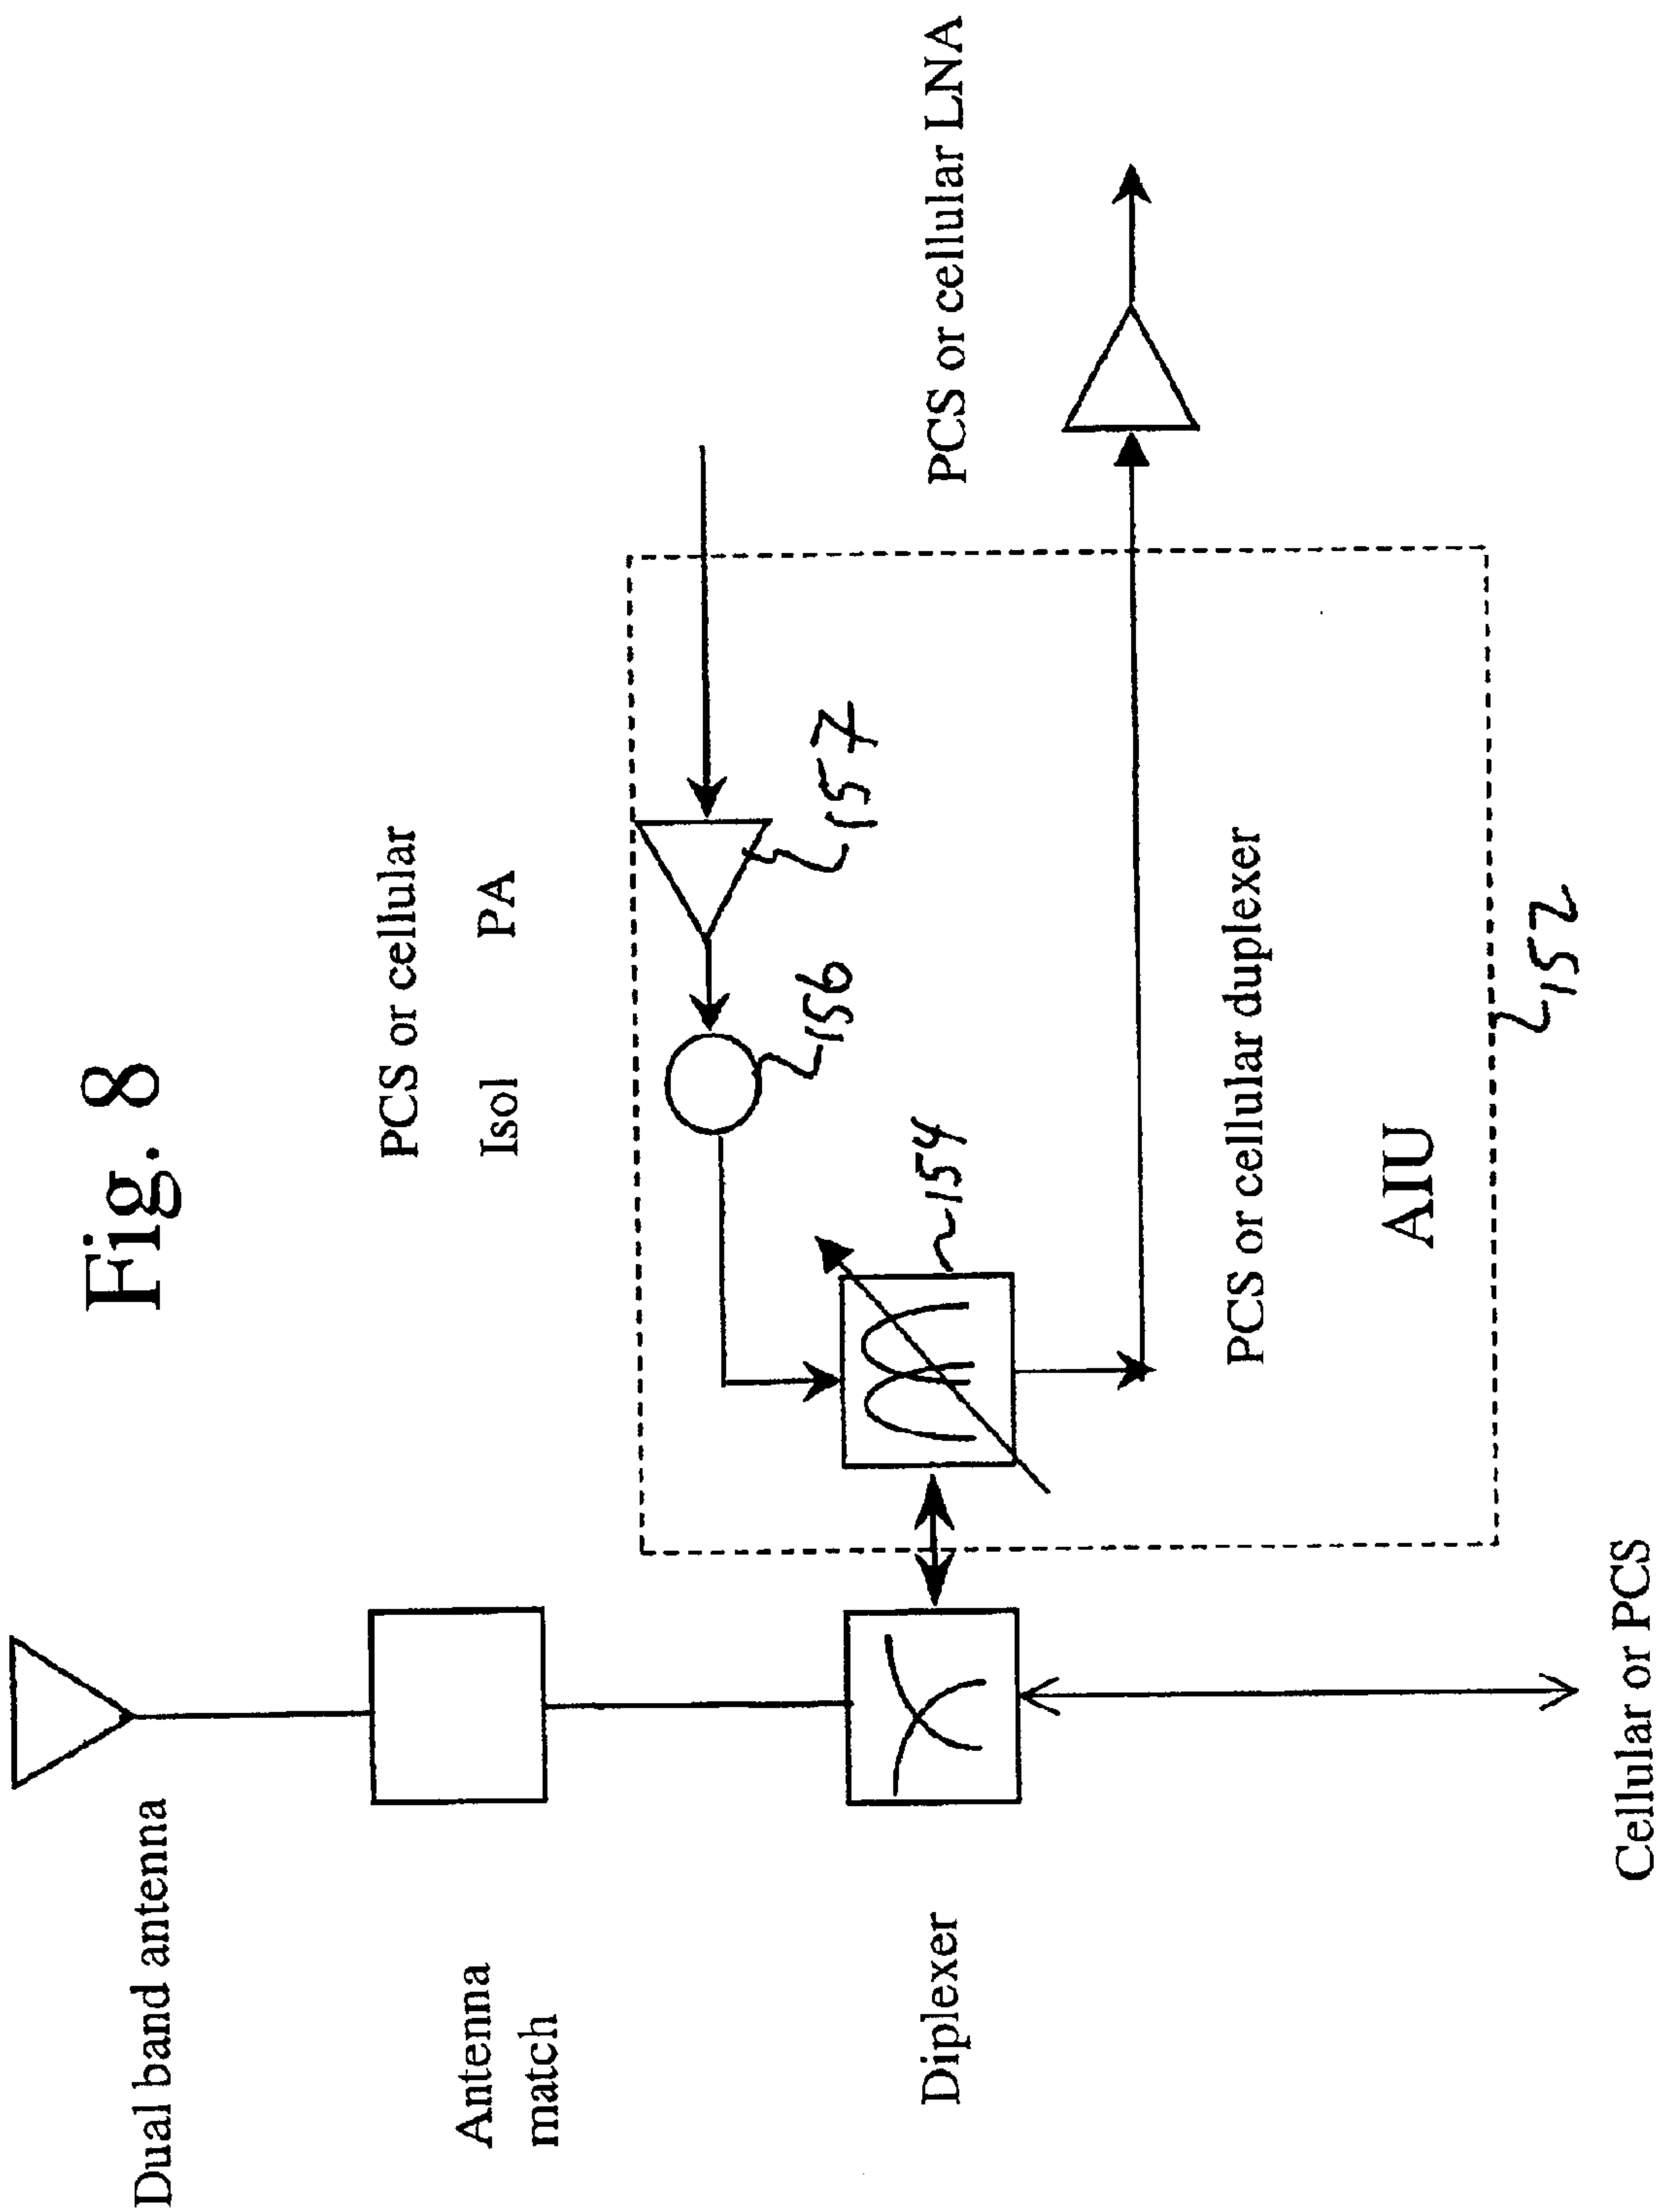 Fig. 8
Dual band antenna
PCS or cellular
Isol PA
Antenna
match
PCS or cellular LNA
157
156
154
Diplexer
PCS or cellular duplexer
AIU
152
Cellular or PCS